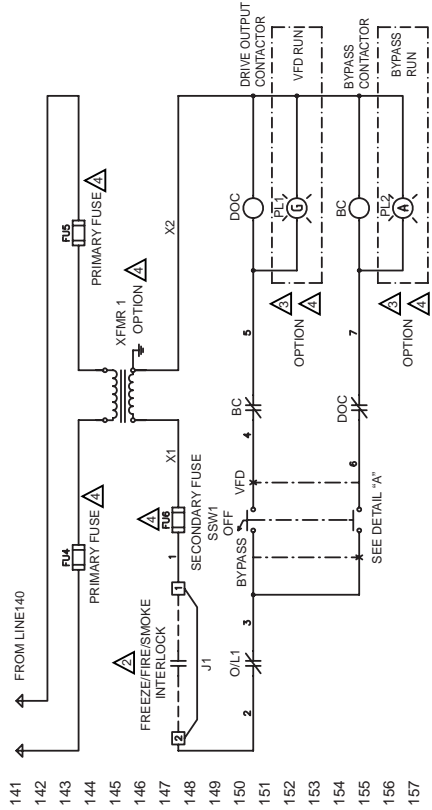 141
142
143
144
145
146
147
148
149
150
151
152
153
154
155
156
157
FROM LINE140
FU4
PRIMARY FUSE
4
FU5
PRIMARY FUSE
4
XFMR 1
OPTION
4
2
FREEZE/FIRE/SMOKE
INTERLOCK
2
1
J1
1
4
FU6
SECONDARY FUSE
X1
X2
SSW1
OFF
BYPASS
VFD
2
O/L1
3
4
BC
5
DOC
DRIVE OUTPUT
CONTACTOR
3
4
OPTION
PL1
G
VFD RUN
SEE DETAIL "A"
6
DOC
7
BC
BYPASS
CONTACTOR
3
4
OPTION
PL2
A
BYPASS
RUN